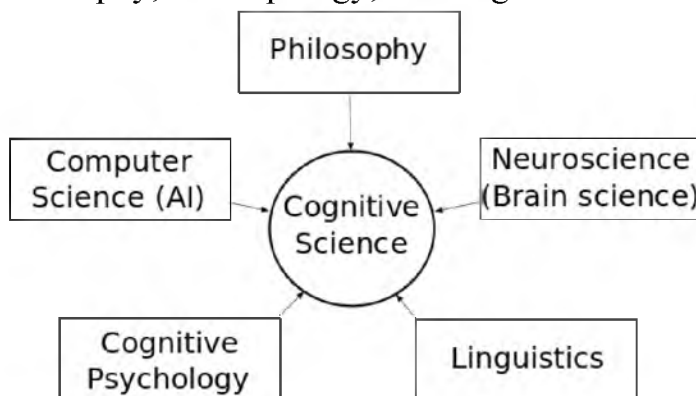 Philosophy
Computer
Science (AI)
Neuroscience
(Brain science)
Cognitive
Science
Cognitive
Psychology
Linguistics